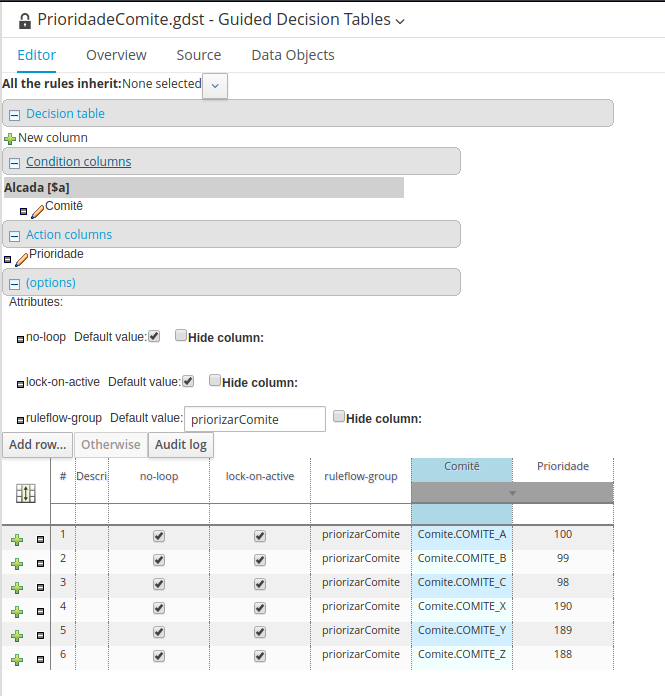 PrioridadeComite.gdst - Guided Decision Tables
Editor Overview Source Data Objects
All the rules inherit:None selected
Decision table
New column
Condition columns
Alcada [$a]
Comitê
Action columns
Prioridade
(options)
Attributes:
no-loop Default value: Hide column:
lock-on-active Default value: Hide column:
ruleflow-group Default value: priorizarComite Hide column:
Add row... Otherwise Audit log
# Descri no-loop lock-on-active ruleflow-group Comitê Prioridade
1 priorizarComite Comite.COMITE_A 100
2 priorizarComite Comite.COMITE_B 99
3 priorizarComite Comite.COMITE_C 98
4 priorizarComite Comite.COMITE_X 190
5 priorizarComite Comite.COMITE_Y 189
6 priorizarComite Comite.COMITE_Z 188